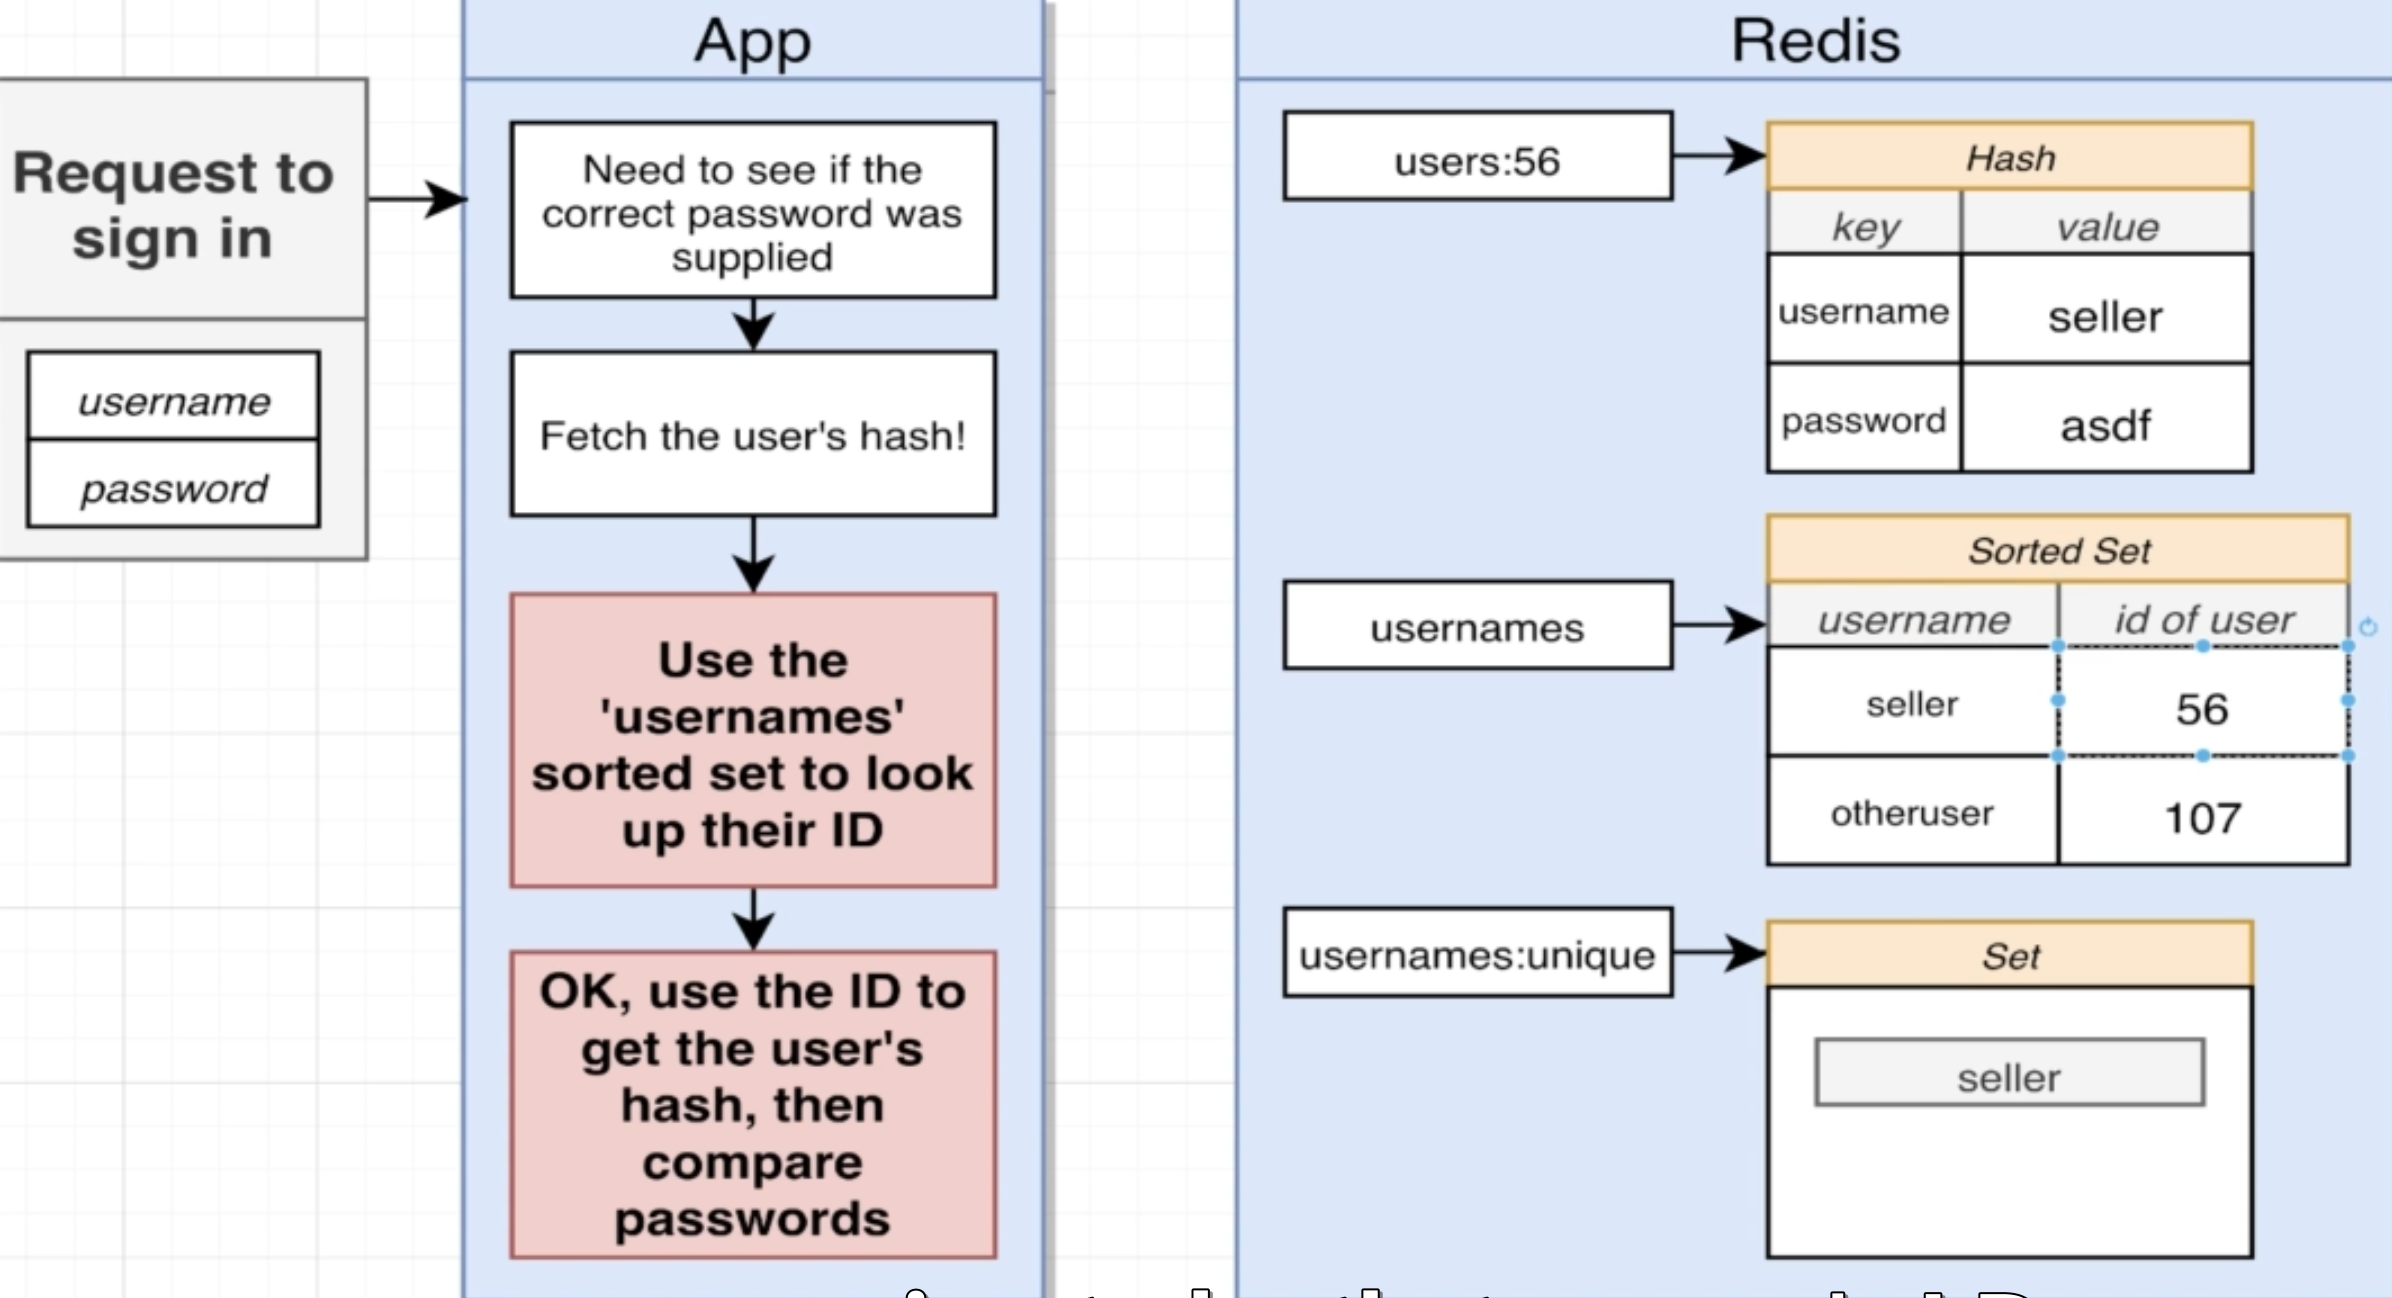 App
Redis
Request to
sign in
username
password
Need to see if the
correct password was
supplied
Fetch the user's hash!
Use the
'usernames'
sorted set to look
up their ID
OK, use the ID to
get the user's
hash, then
compare
passwords
users:56
Hash
key value
username seller
password asdf
usernames
Sorted Set
username id of user
seller 56
otheruser 107
usernames:unique
Set
seller